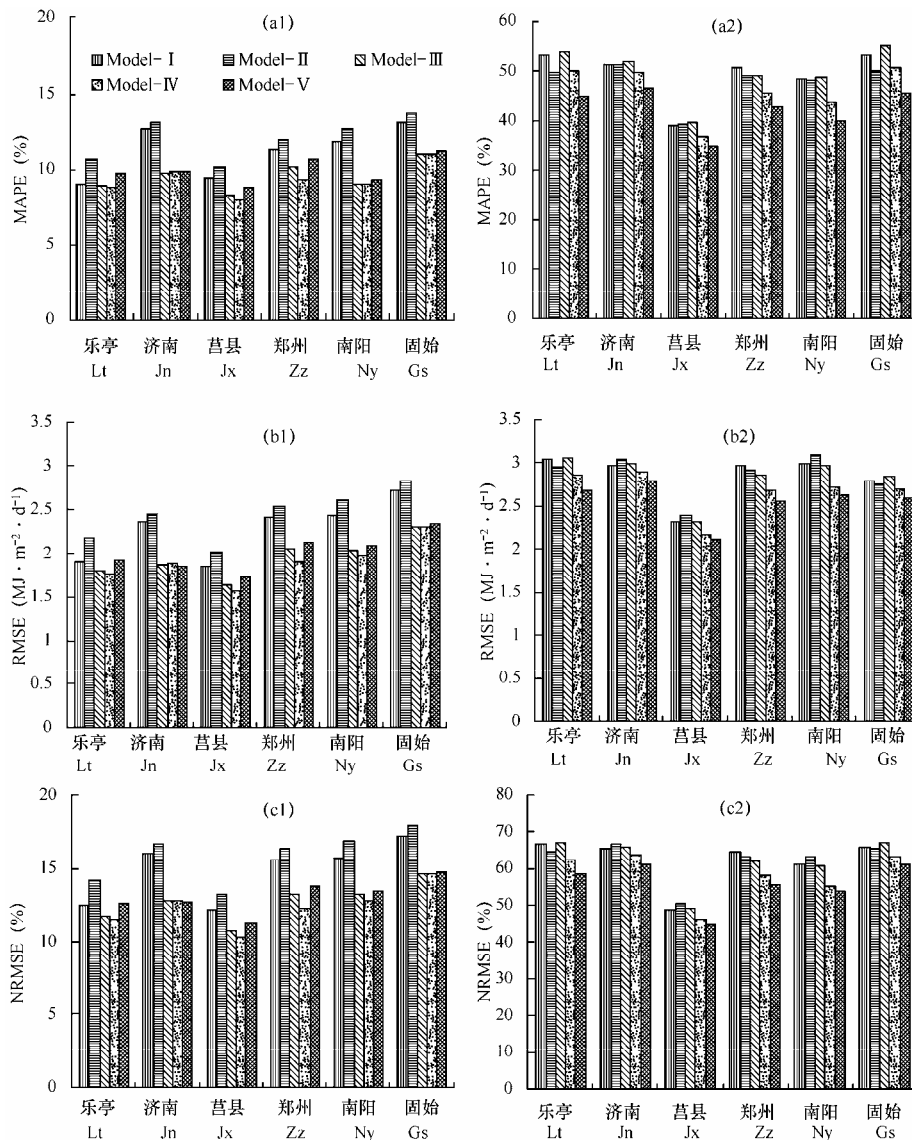 (a1)
Model-Ⅰ Model-Ⅱ Model-Ⅲ
Model-Ⅳ Model-Ⅴ
MAPE (%)
20
15
10
5
0
乐亭 济南 莒县 郑州 南阳 固始
Lt Jn Jx Zz Ny Gs
(a2)
MAPE (%)
60
50
40
30
20
10
0
乐亭 济南 莒县 郑州 南阳 固始
Lt Jn Jx Zz Ny Gs
(b1)
RMSE (MJ·m⁻²·d⁻¹)
3.5
3
2.5
2
1.5
1
0.5
0
乐亭 济南 莒县 郑州 南阳 固始
Lt Jn Jx Zz Ny Gs
(b2)
RMSE (MJ·m⁻²·d⁻¹)
3.5
3
2.5
2
1.5
1
0.5
0
乐亭 济南 莒县 郑州 南阳 固始
Lt Jn Jx Zz Ny Gs
(c1)
NRMSE (%)
20
15
10
5
0
乐亭 济南 莒县 郑州 南阳 固始
Lt Jn Jx Zz Ny Gs
(c2)
NRMSE (%)
80
70
60
50
40
30
20
10
0
乐亭 济南 莒县 郑州 南阳 固始
Lt Jn Jx Zz Ny Gs